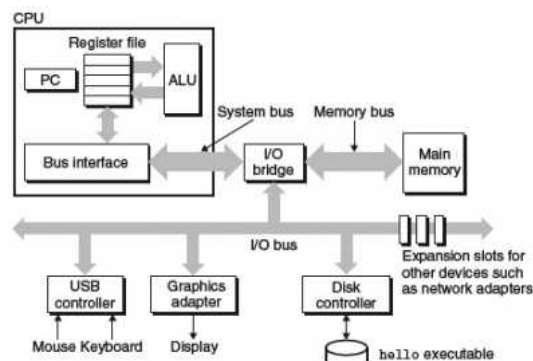 CPU
Register file
PC
ALU
System bus
Memory bus
Bus interface
I/O
bridge
Main
memory
I/O bus
Expansion slots for
other devices such
as network adapters
USB
controller
Graphics
adapter
Disk
controller
Mouse Keyboard
Display
hello executable